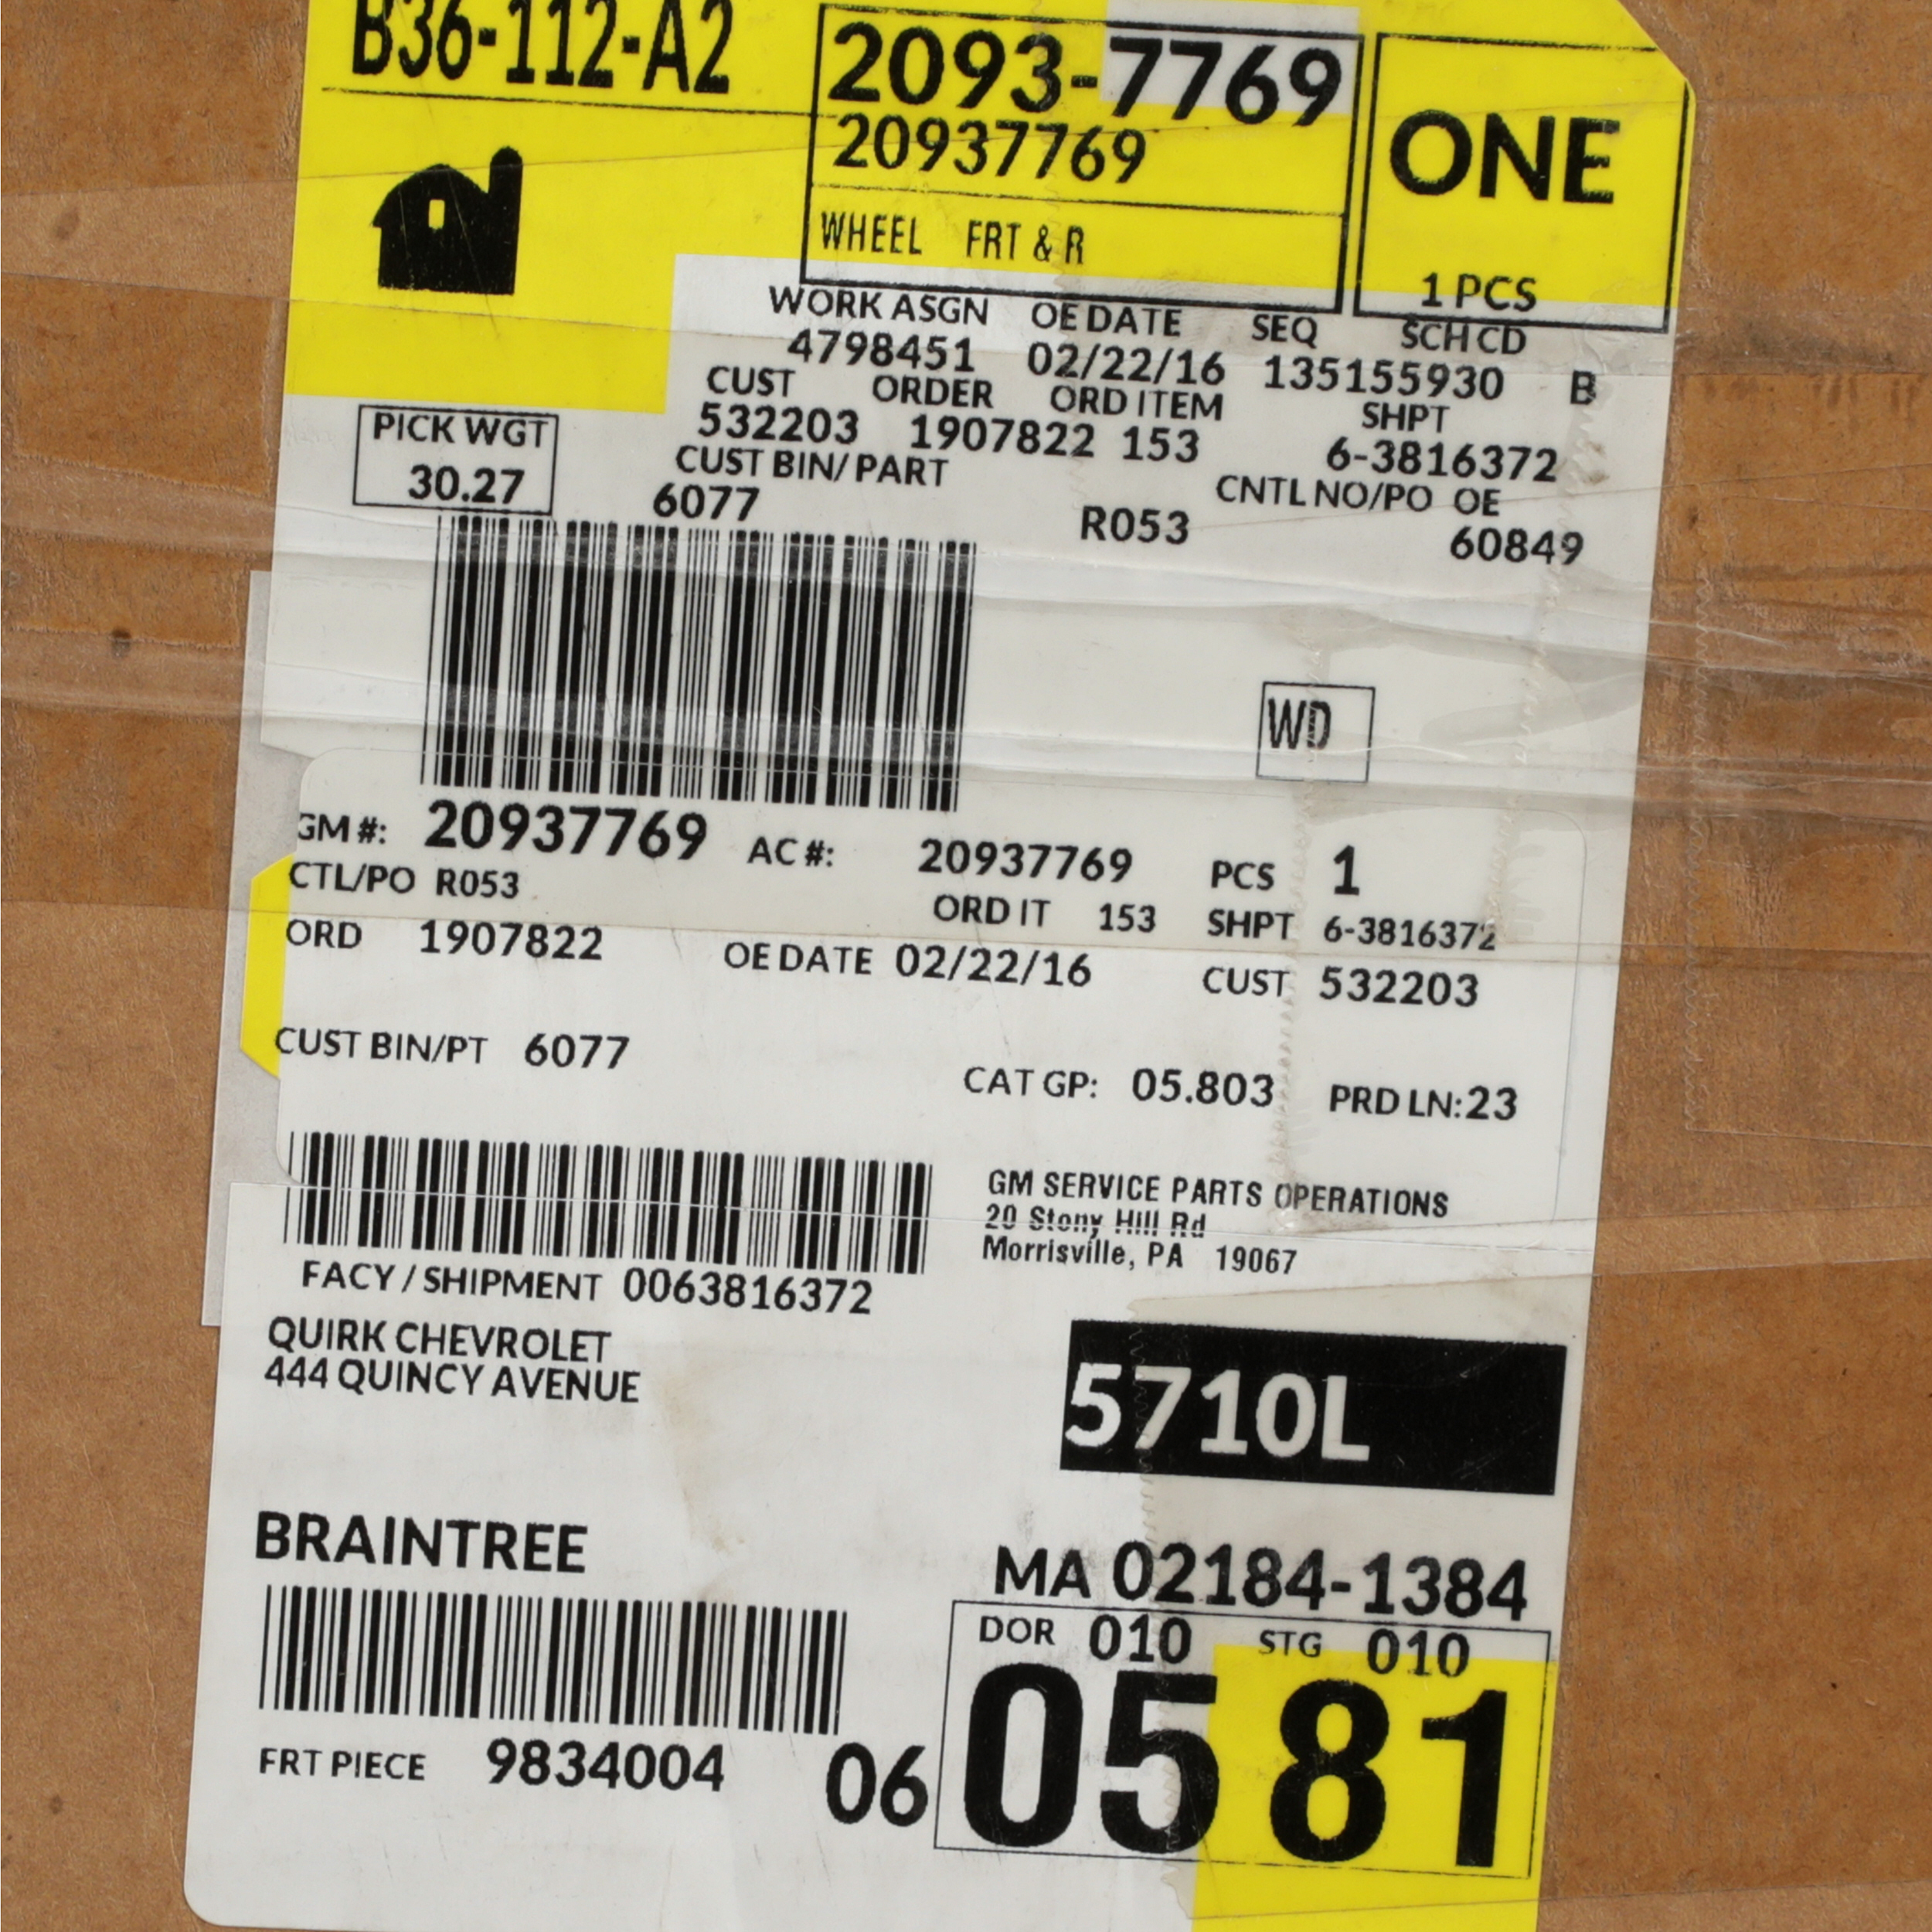 B36-112-A2
2093-7769
20937769
ONE
WHEEL FRT & R
1 PCS
WORK ASGN OE DATE SEQ SCH CD
4798451 02/22/16 135155930 B
CUST ORDER ORD ITEM SHPT
532203 1907822 153 6-3816372
PICK WGT
30.27
CUST BIN/ PART CNTL NO/PO OE
6077 R053 60849
WD
GM #: 20937769 AC #: 20937769 PCS 1
CTL/PO R053 ORD IT 153 SHPT 6-3816372
ORD 1907822 OE DATE 02/22/16 CUST 532203
CUST BIN/PT 6077 CAT GP: 05.803 PRD LN:23
GM SERVICE PARTS OPERATIONS
20 Stony Hill Rd
Morrisville, PA 19067
FACY / SHIPMENT 0063816372
QUIRK CHEVROLET
444 QUINCY AVENUE
5710L
BRAINTREE MA 02184-1384
DOR 010 STG 010
FRT PIECE 9834004 06 0581